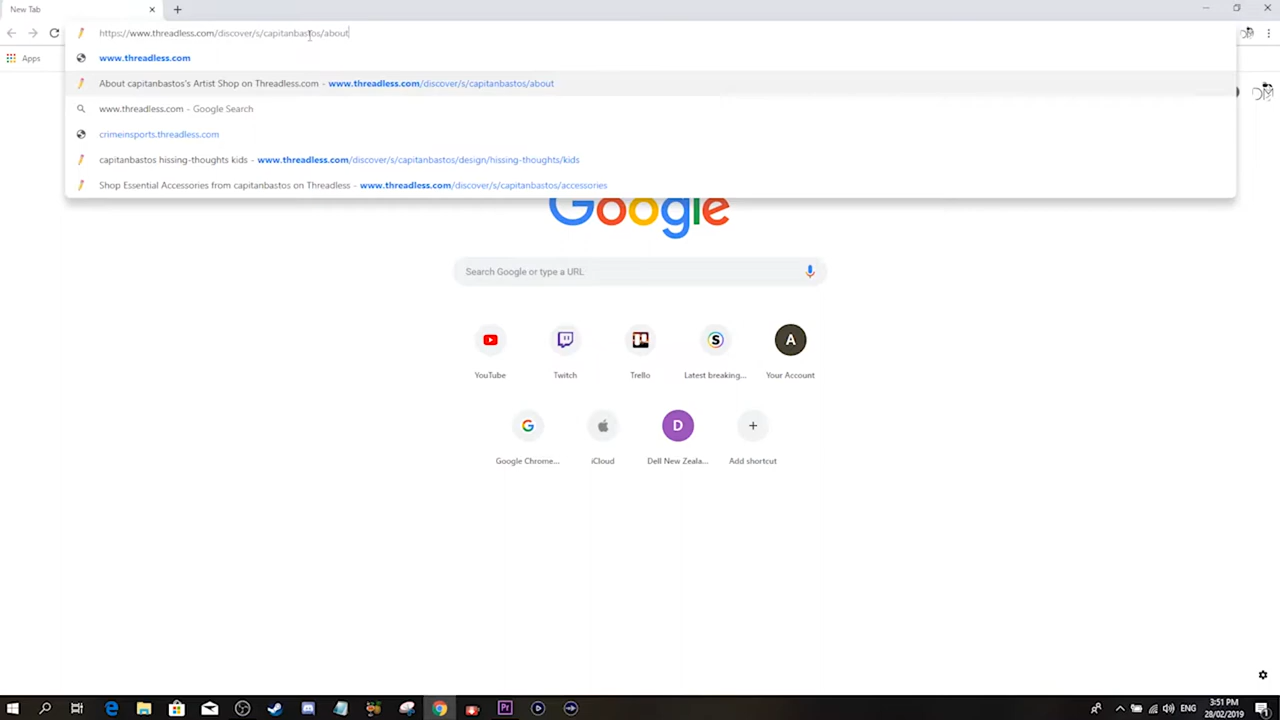 New Tab
https://www.threadless.com/discover/s/capitanbastos/about
Apps
www.threadless.com
About capitanbastos's Artist Shop on Threadless.com - www.threadless.com/discover/s/capitanbastos/about
www.threadless.com - Google Search
crimeinsports.threadless.com
capitanbastos hissing-thoughts kids - www.threadless.com/discover/s/capitanbastos/design/hissing-thoughts/kids
Shop Essential Accessories from capitanbastos on Threadless - www.threadless.com/discover/s/capitanbastos/accessories
Google
Search Google or type a URL
A
YouTube
Twitch
Trello
Latest breaking...
Your Account
D
Google Chrome...
iCloud
Dell New Zeala...
Add shortcut
ENG
3:51 PM
28/02/2019